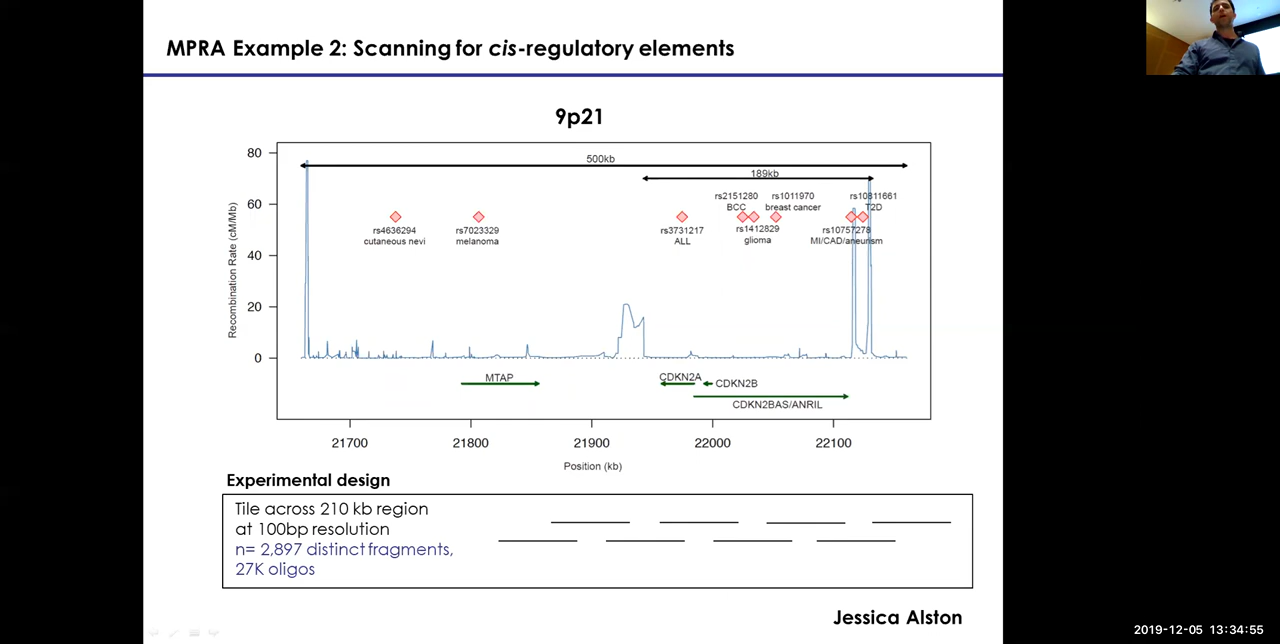 MPRA Example 2: Scanning for cis-regulatory elements
9p21
500kb
189kb
rs2151280
BCC
rs1011970
breast cancer
rs10811661
T2D
rs4636294
cutaneous nevi
rs7023329
melanoma
rs3731217
ALL
rs1412829
glioma
rs10757278
MI/CAD/aneurism
Recombination Rate (cM/Mb)
80
60
40
20
0
MTAP
CDKN2A
CDKN2B
CDKN2BAS/ANRIL
21700 21800 21900 22000 22100
Position (kb)
Experimental design
Tile across 210 kb region
at 100bp resolution
n= 2,897 distinct fragments,
27K oligos
Jessica Alston
2019-12-05 13:34:55